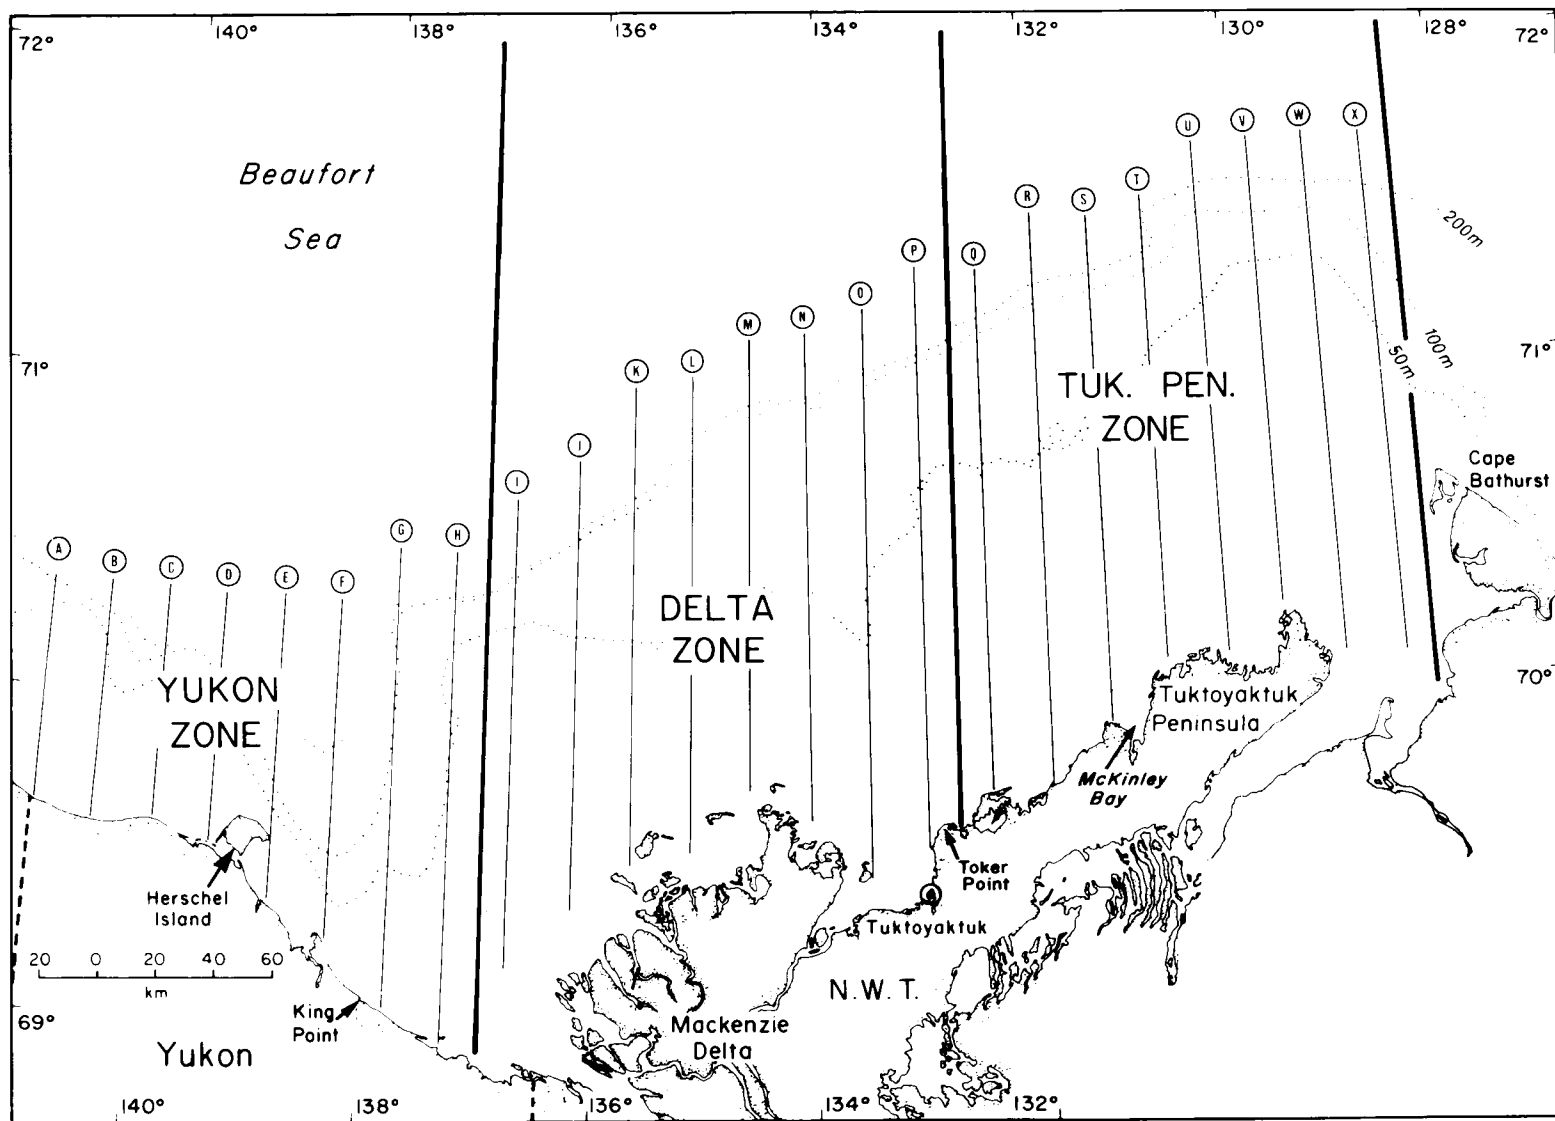 140°
138°
136°
134°
132°
130°
128°
72°
72°
Beaufort
Sea
U
V
W
X
T
R
S
200m
P
Q
O
M
N
L
K
71°
71°
100m
50m
TUK. PEN.
ZONE
J
I
Cape
Bathurst
G
H
A
B
C
D
E
F
DELTA
ZONE
YUKON
ZONE
70°
Tuktoyaktuk
Peninsula
McKinley
Bay
Toker
Point
Herschel
Island
Tuktoyaktuk
20 0 20 40 60
km
N.W.T.
King
Point
69°
Mackenzie
Delta
Yukon
140°
138°
136°
134°
132°